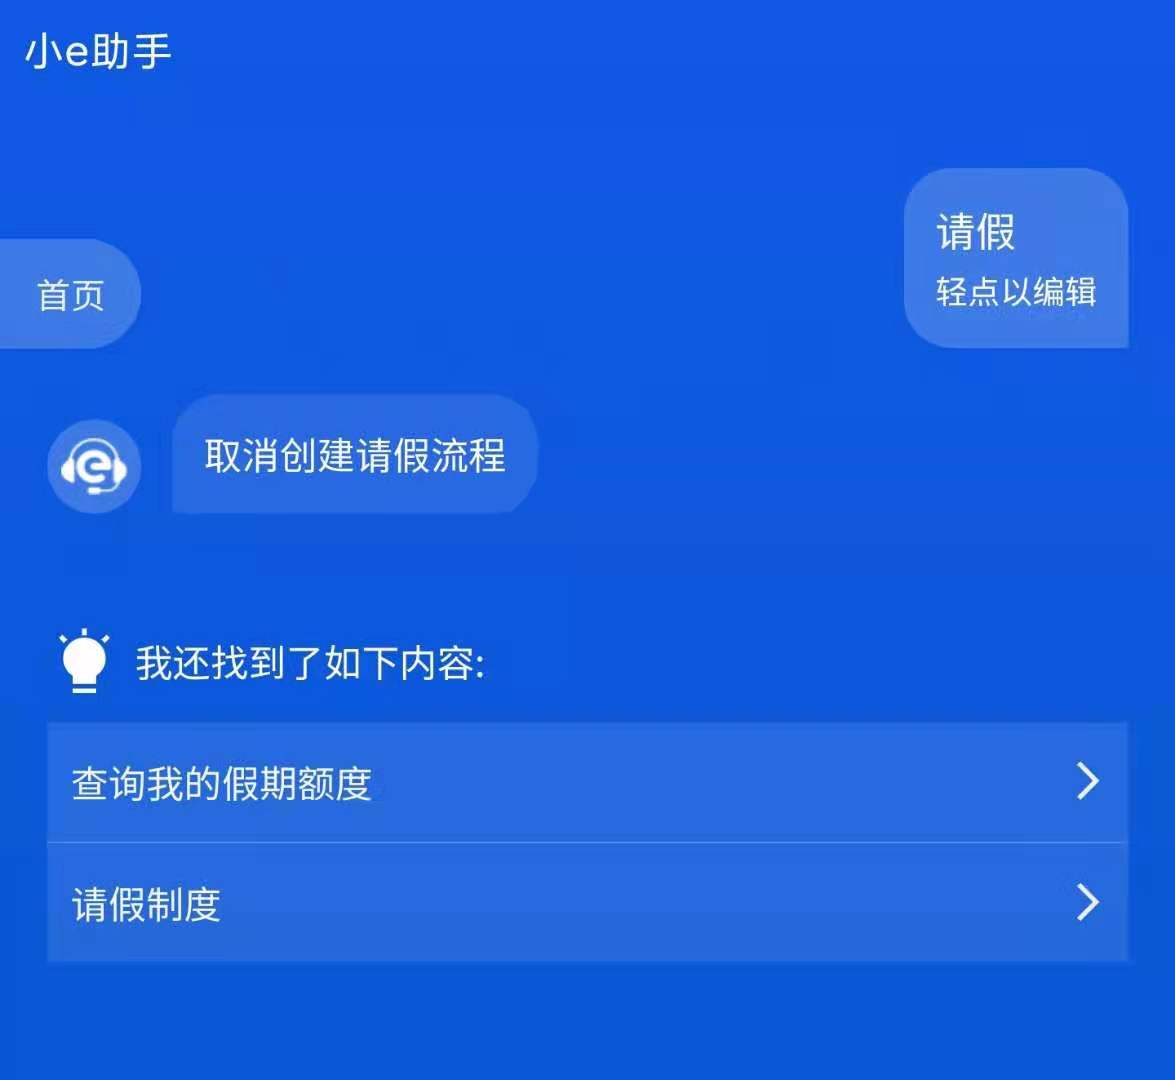 小e助手
请假
轻点以编辑
首页
取消创建请假流程
我还找到了如下内容:
查询我的假期额度
请假制度